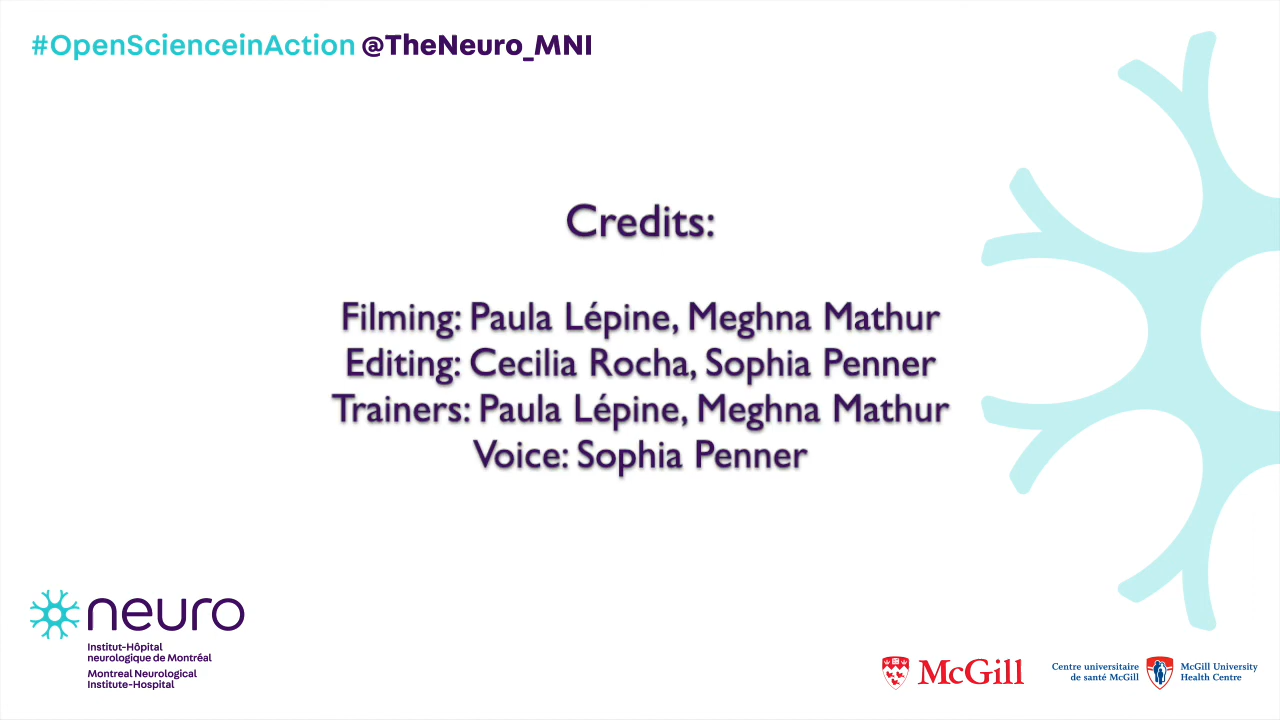 #OpenScienceinAction @TheNeuro_MNI
Credits:
Filming: Paula Lépine, Meghna Mathur
Editing: Cecilia Rocha, Sophia Penner
Trainers: Paula Lépine, Meghna Mathur
Voice: Sophia Penner
neuro
Institut-Hôpital
neurologique de Montréal
Montreal Neurological
Institute-Hospital
McGill
Centre universitaire
de santé McGill
McGill University
Health Centre